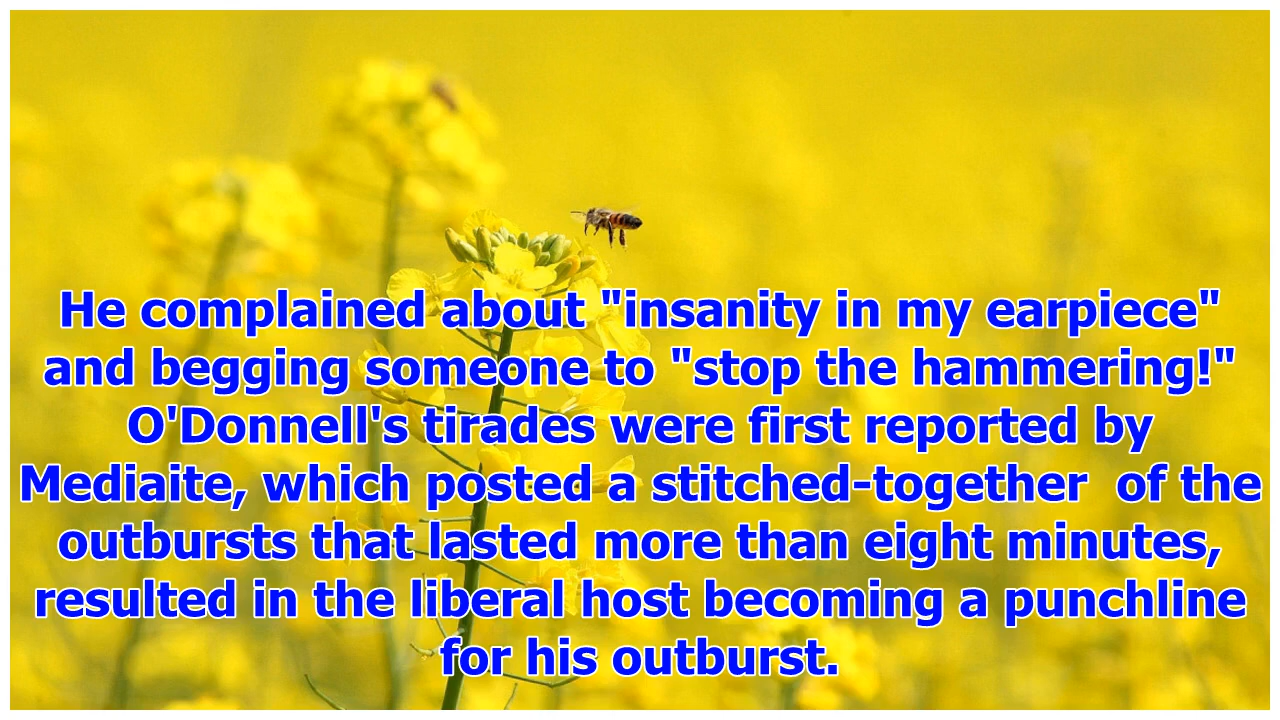 He complained about "insanity in my earpiece"
and begging someone to "stop the hammering!"
O'Donnell's tirades were first reported by
Mediaite, which posted a stitched-together  of the
outbursts that lasted more than eight minutes,
resulted in the liberal host becoming a punchline
for his outburst.